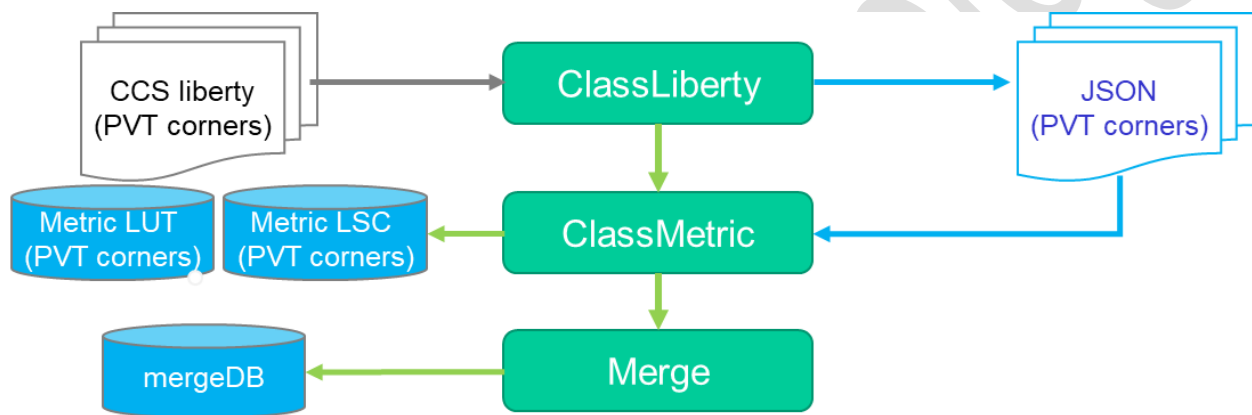 CCS liberty
(PVT corners)
ClassLiberty
JSON
(PVT corners)
Metric LUT
(PVT corners)
Metric LSC
(PVT corners)
ClassMetric
mergeDB
Merge